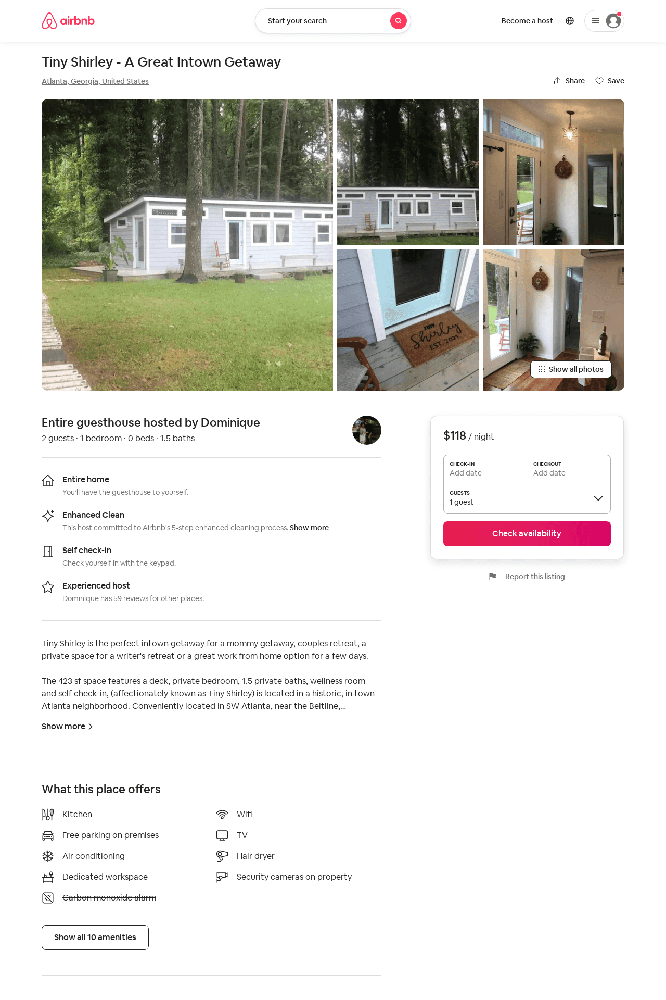 airbnb
Start your search
Become a host
Tiny Shirley - A Great Intown Getaway
Atlanta, Georgia, United States
Share
Save
TINY
Shirley
EST. 2021
Show all photos
Entire guesthouse hosted by Dominique
2 guests · 1 bedroom · 0 beds · 1.5 baths
Entire home
You’ll have the guesthouse to yourself.
Enhanced Clean
This host committed to Airbnb's 5-step enhanced cleaning process. Show more
Self check-in
Check yourself in with the keypad.
Experienced host
Dominique has 59 reviews for other places.
$118 / night
CHECK-IN
Add date
CHECKOUT
Add date
GUESTS
1 guest
Check availability
Report this listing
Tiny Shirley is the perfect intown getaway for a mommy getaway, couples retreat, a
private space for a writer's retreat or a great work from home option for a few days.
The 423 sf space features a deck, private bedroom, 1.5 private baths, wellness room
and self check-in, (affectionately known as Tiny Shirley) is located in a historic, in town
Atlanta neighborhood. Conveniently located in SW Atlanta, near the Beltline,...
Show more
What this place offers
Kitchen
Wifi
Free parking on premises
TV
Air conditioning
Hair dryer
Dedicated workspace
Security cameras on property
Carbon monoxide alarm
Show all 10 amenities